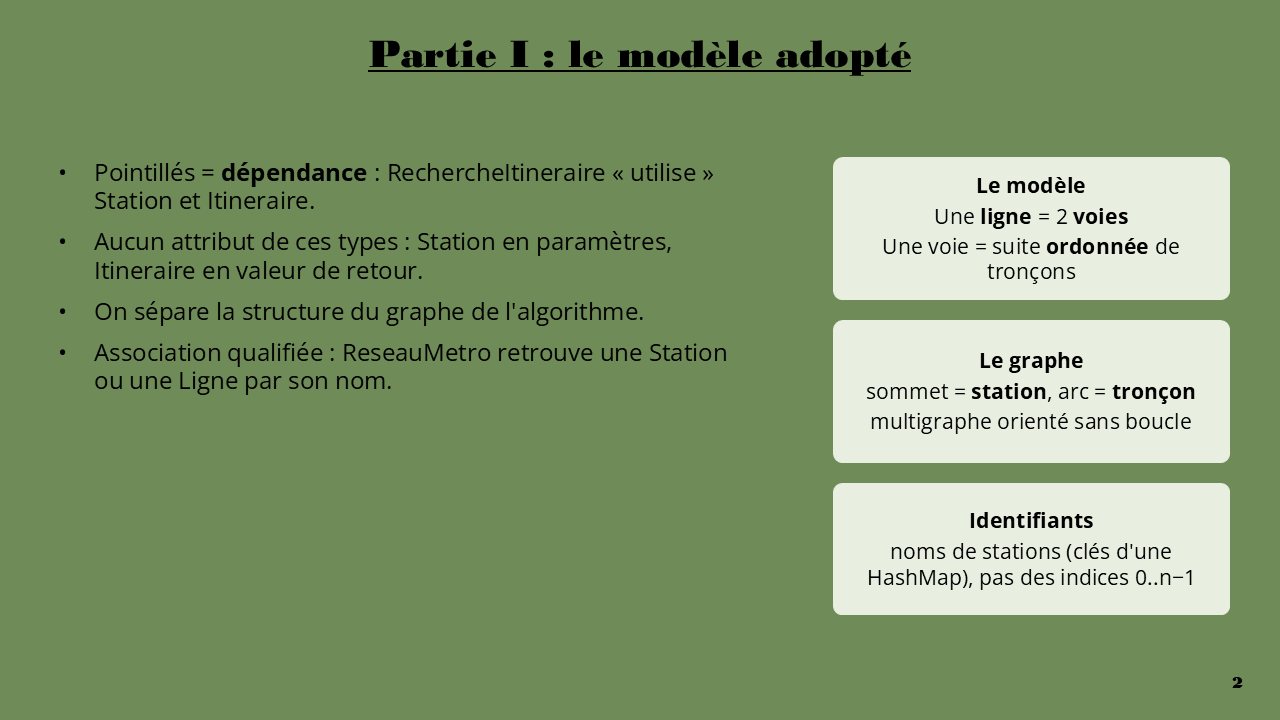 Partie I : le modèle adopté
• Pointillés = dépendance : RechercheItineraire « utilise »
Station et Itineraire.
• Aucun attribut de ces types : Station en paramètres,
Itineraire en valeur de retour.
• On sépare la structure du graphe de l'algorithme.
• Association qualifiée : ReseauMetro retrouve une Station
ou une Ligne par son nom.
Le modèle
Une ligne = 2 voies
Une voie = suite ordonnée de
tronçons
Le graphe
sommet = station, arc = tronçon
multigraphe orienté sans boucle
Identifiants
noms de stations (clés d'une
HashMap), pas des indices 0..n−1
2